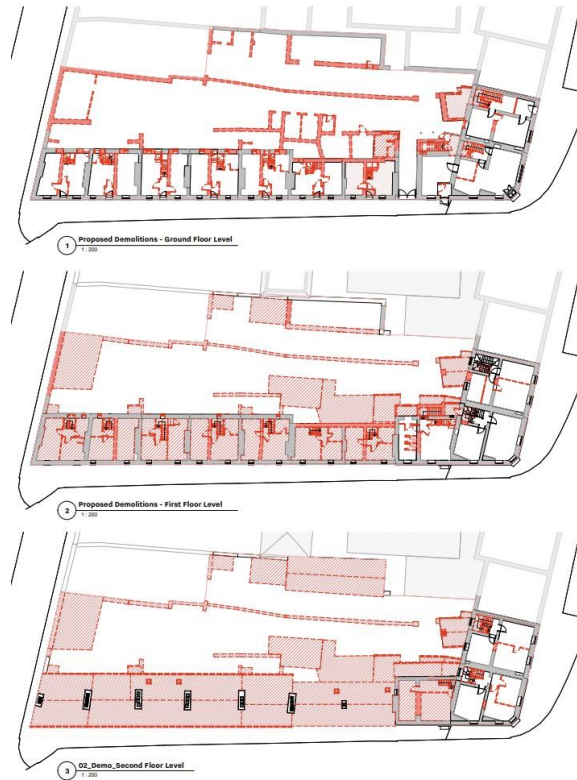 1
Proposed Demolitions - Ground Floor Level
1 : 200
2
Proposed Demolitions - First Floor Level
1 : 200
3
02_Demo_Second Floor Level
1 : 200